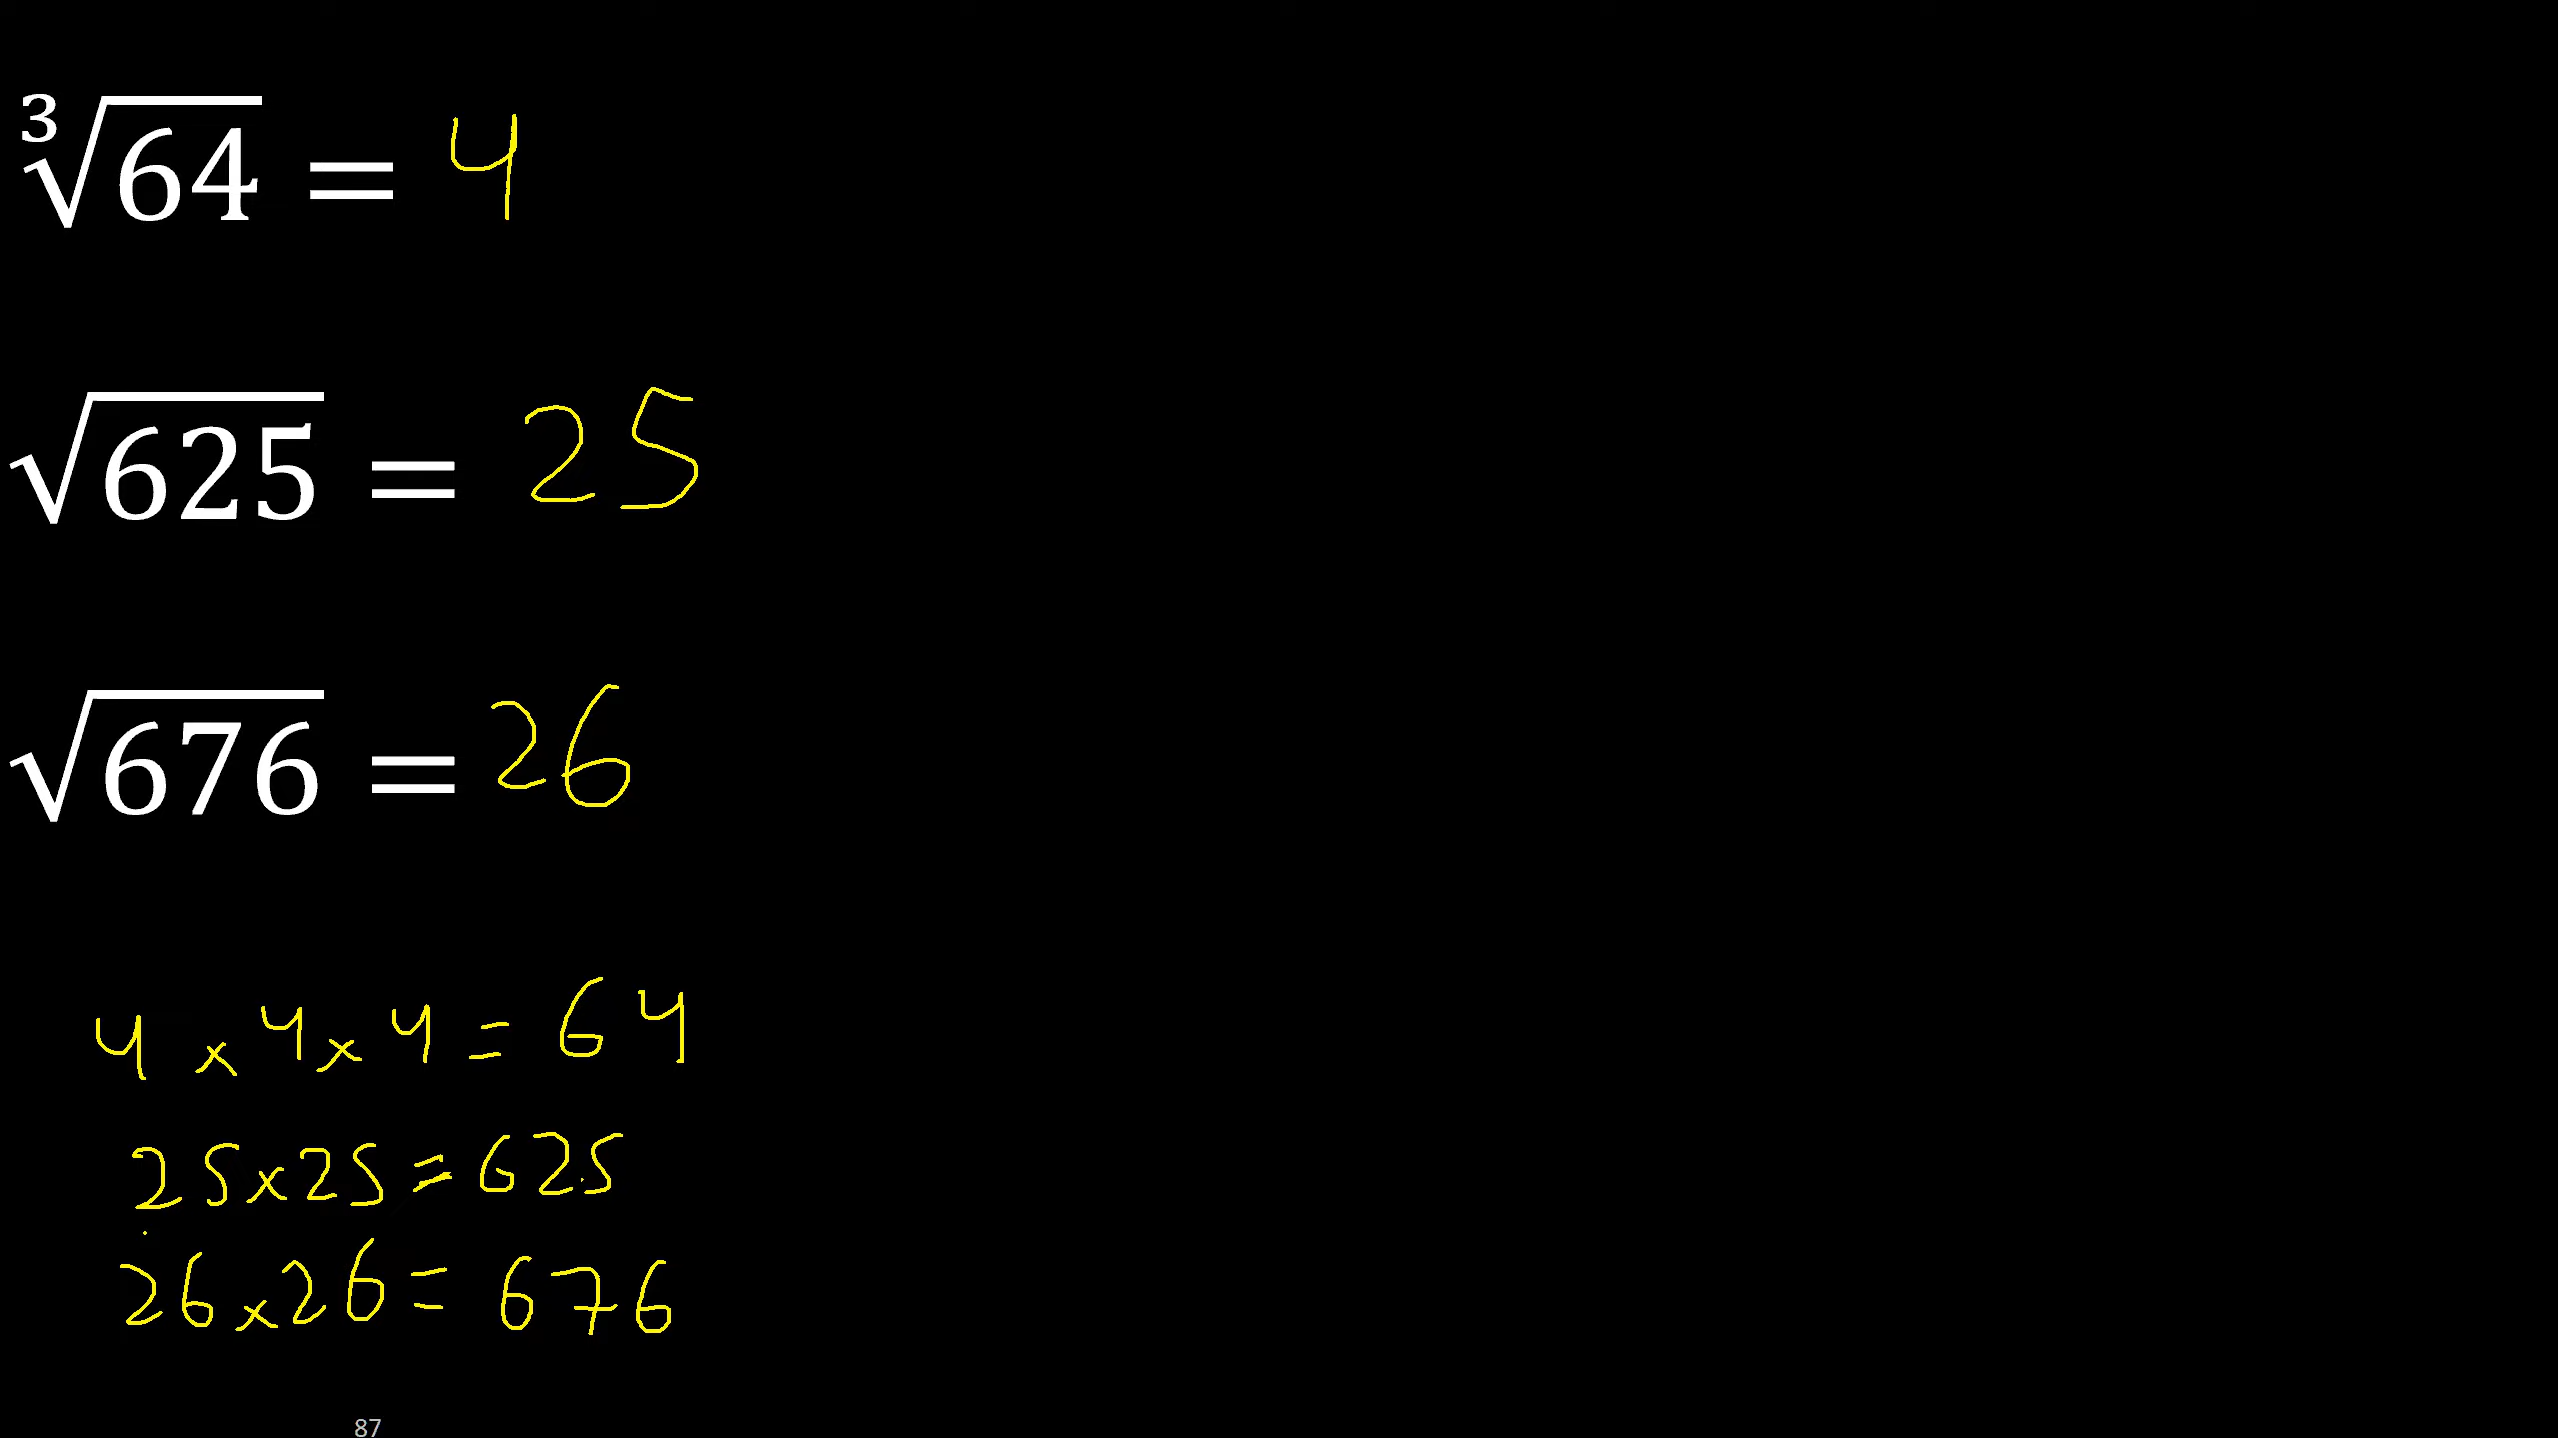 ∛64 = 4
√625 = 25
√676 = 26
4 × 4 × 4 = 64
25 × 25 = 625
26 × 26 = 676
87